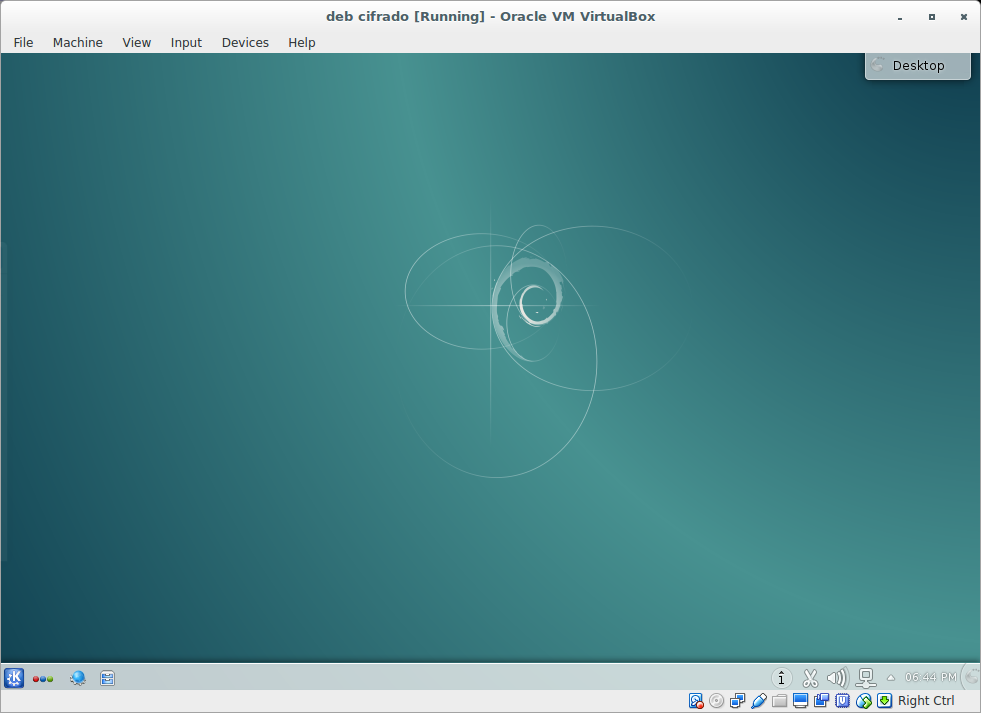 deb cifrado [Running] - Oracle VM VirtualBox
File Machine View Input Devices Help
Desktop
06:44 PM
Right Ctrl